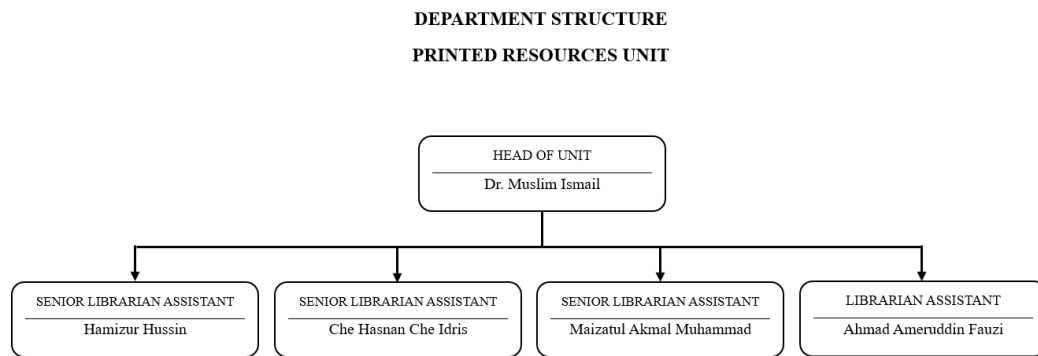 DEPARTMENT STRUCTURE
PRINTED RESOURCES UNIT
HEAD OF UNIT
Dr. Muslim Ismail
SENIOR LIBRARIAN ASSISTANT
Hamizur Hussin
SENIOR LIBRARIAN ASSISTANT
Che Hasnan Che Idris
SENIOR LIBRARIAN ASSISTANT
Maizatul Akmal Muhammad
LIBRARIAN ASSISTANT
Ahmad Ameruddin Fauzi